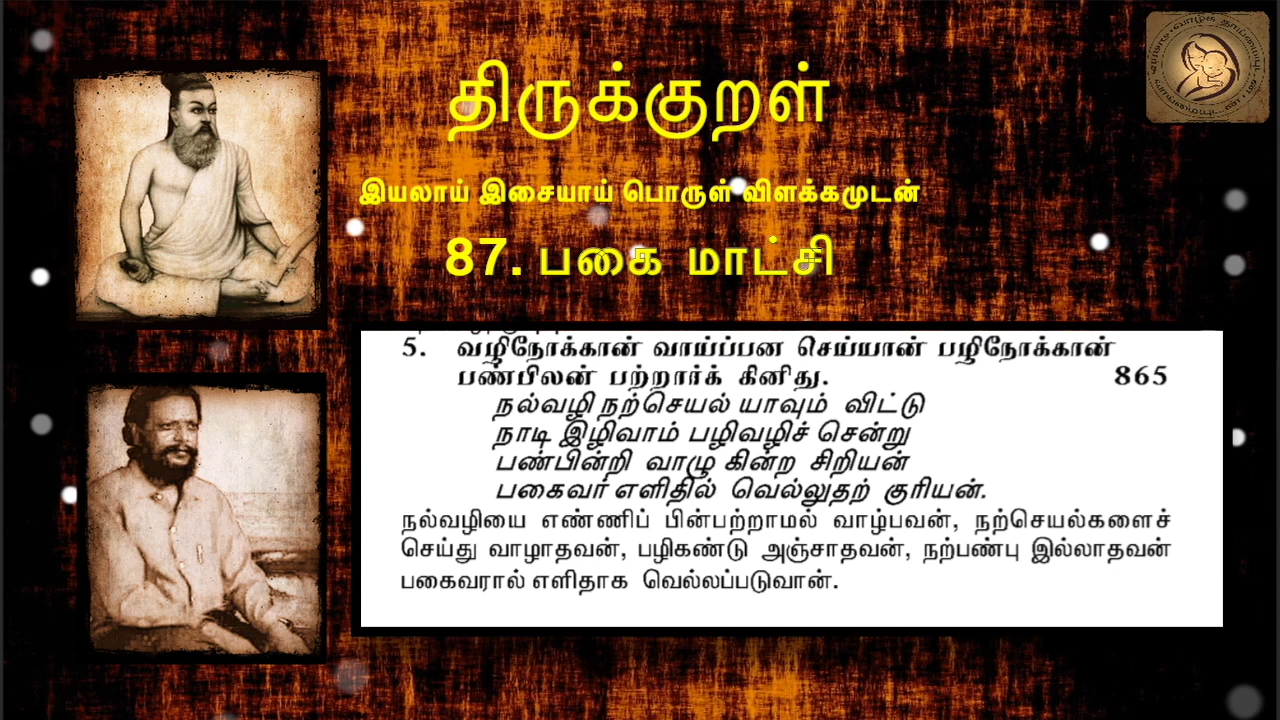 திருக்குறள்
இயலாய் இசையாய் பொருள் விளக்கமுடன்
87. பகை மாட்சி
5. வழிநோக்கான் வாய்ப்பன செய்யான் பழிநோக்கான்
பண்பிலன் பற்றார்க் கினிது. 865
நல்வழி நற்செயல் யாவும் விட்டு
நாடி இழிவாம் பழிவழிச் சென்று
பண்பின்றி வாழு கின்ற சிறியன்
பகைவர் எளிதில் வெல்லுதற் குரியன்.
நல்வழியை எண்ணிப் பின்பற்றாமல் வாழ்பவன், நற்செயல்களைச்
செய்து வாழாதவன், பழிகண்டு அஞ்சாதவன், நற்பண்பு இல்லாதவன்
பகைவரால் எளிதாக வெல்லப்படுவான்.